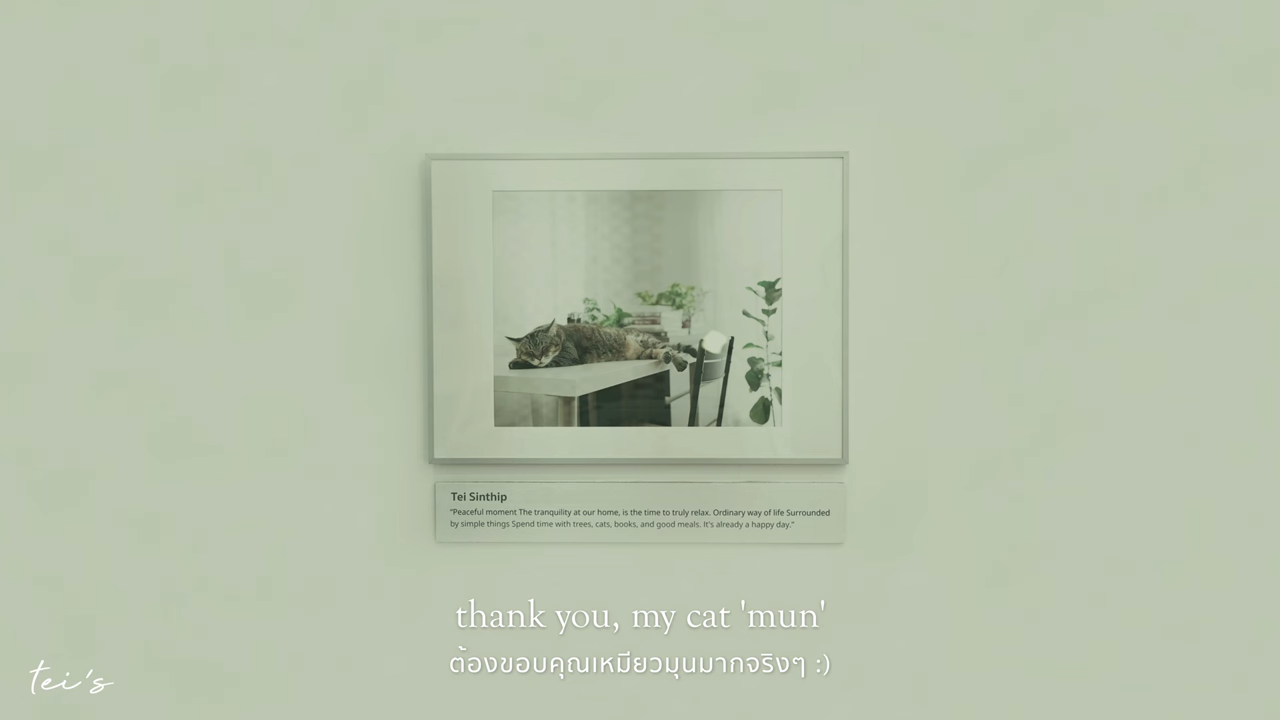 Tei Sinthip
"Peaceful moment The tranquility at our home, is the time to truly relax. Ordinary way of life Surrounded
by simple things Spend time with trees, cats, books, and good meals. It's already a happy day."
thank you, my cat 'mun'
ต้องขอบคุณเหมียวมุนมากจริงๆ :)
tei's